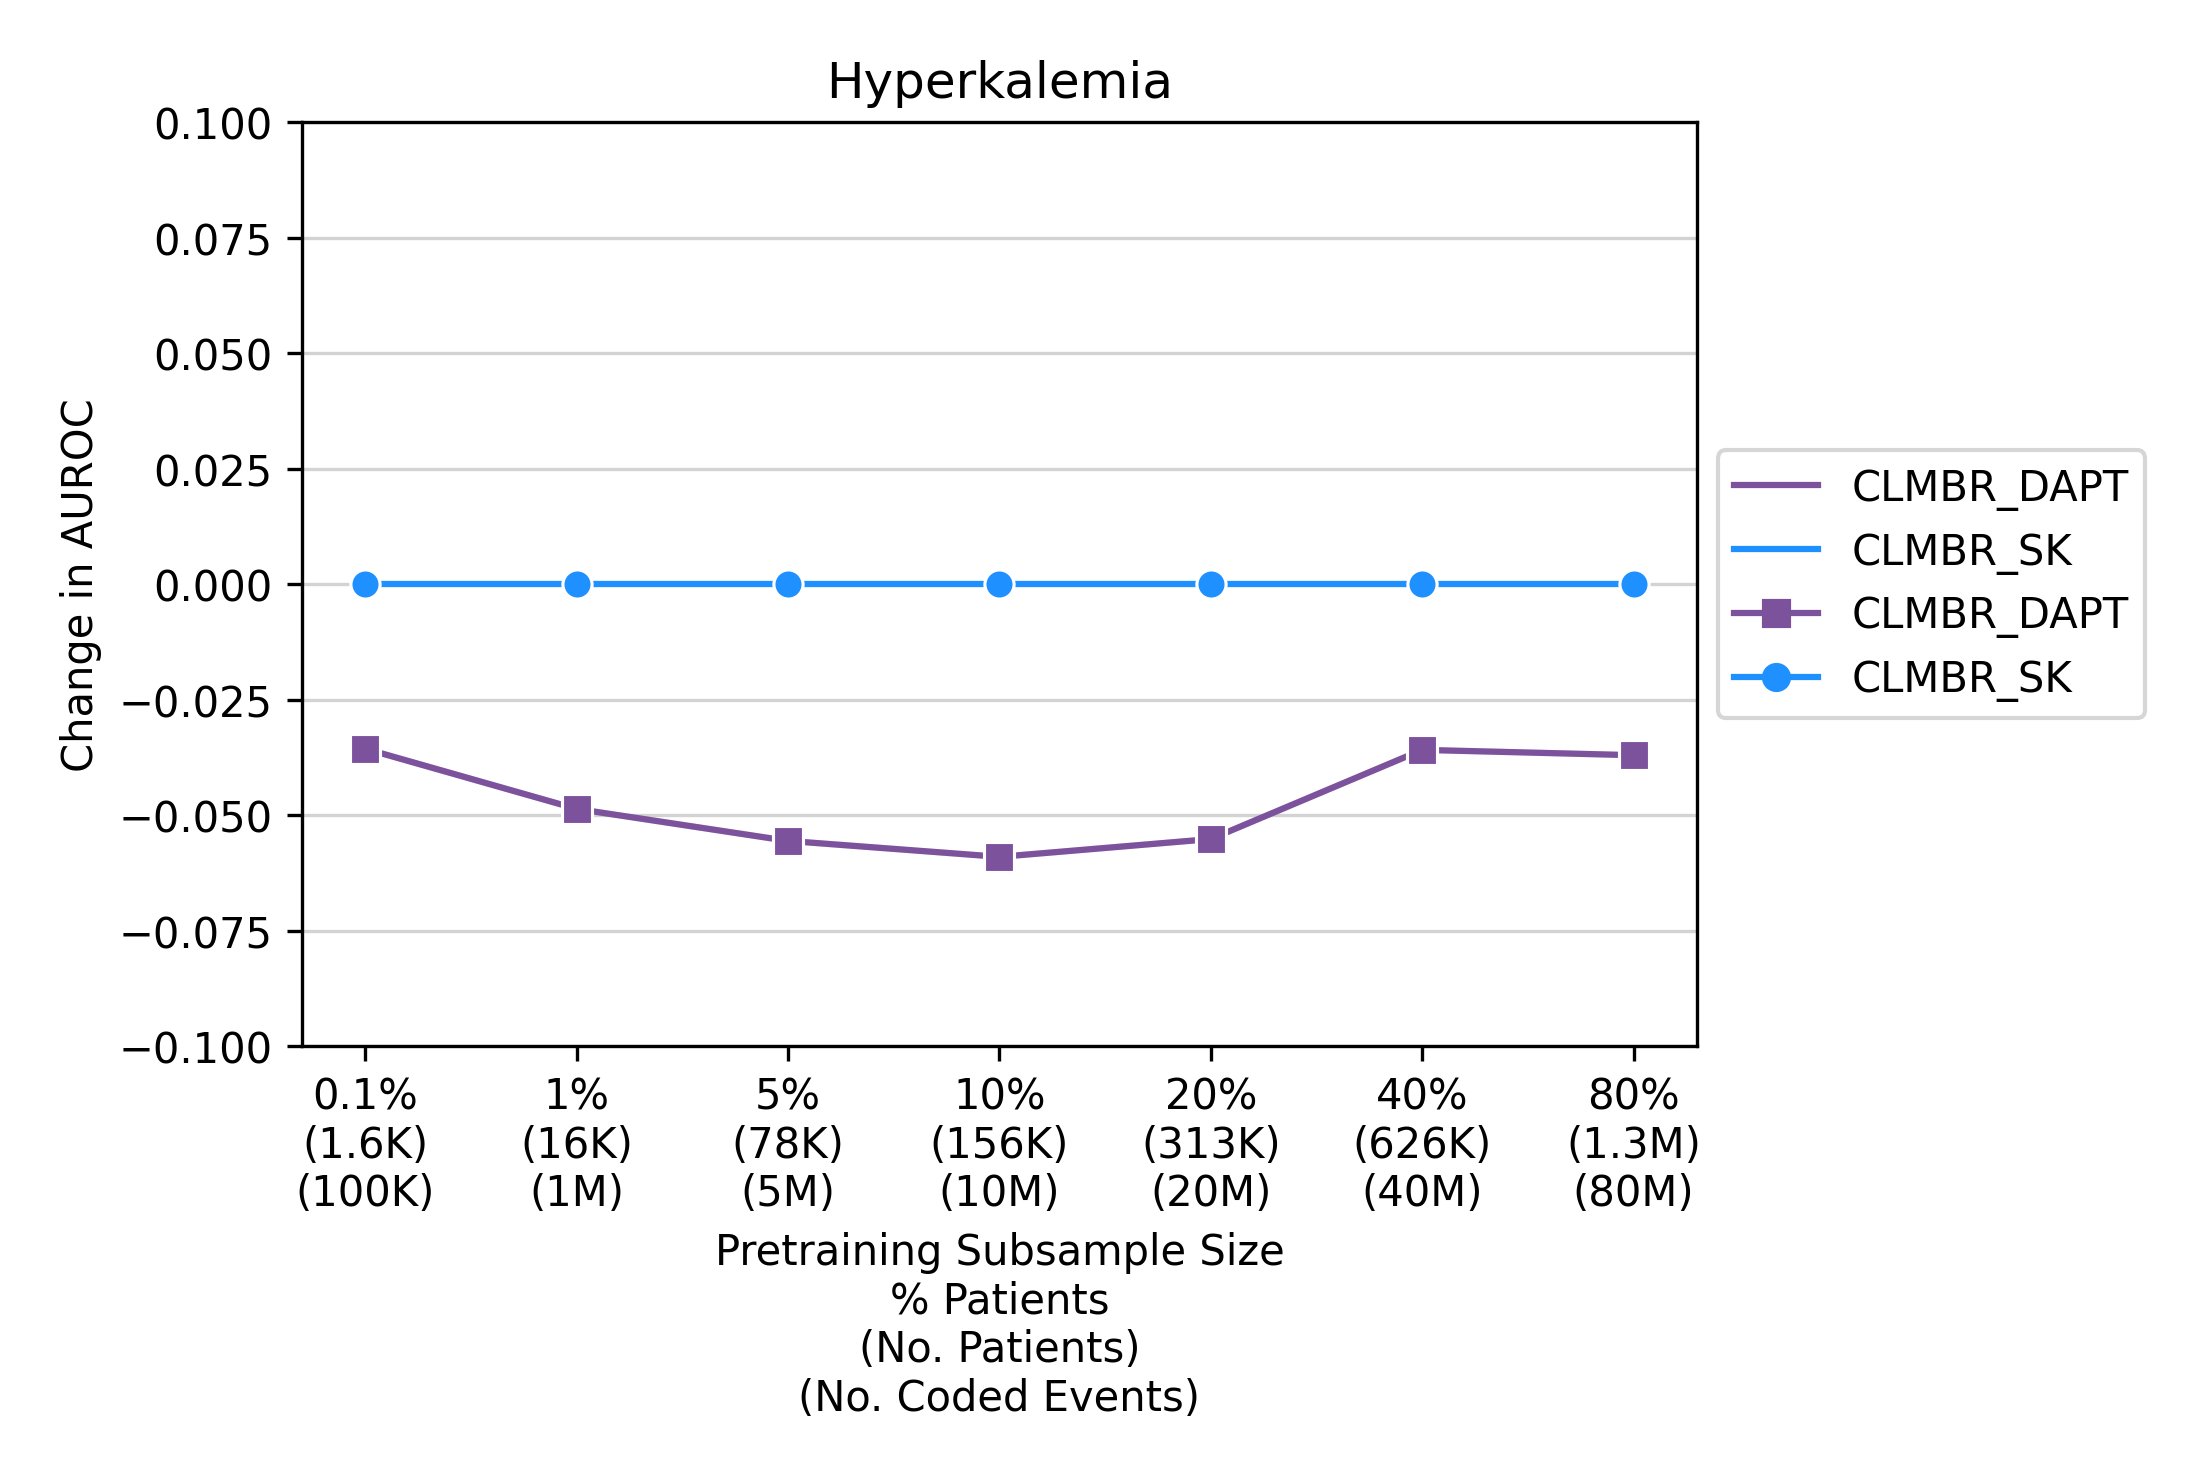 Hyperkalemia
0.100
0.075
0.050
0.025
0.000
−0.025
−0.050
−0.075
−0.100
Change in AUROC
0.1% 1% 5% 10% 20% 40% 80%
(1.6K) (16K) (78K) (156K) (313K) (626K) (1.3M)
(100K) (1M) (5M) (10M) (20M) (40M) (80M)
Pretraining Subsample Size
% Patients
(No. Patients)
(No. Coded Events)
CLMBR_DAPT
CLMBR_SK
CLMBR_DAPT
CLMBR_SK